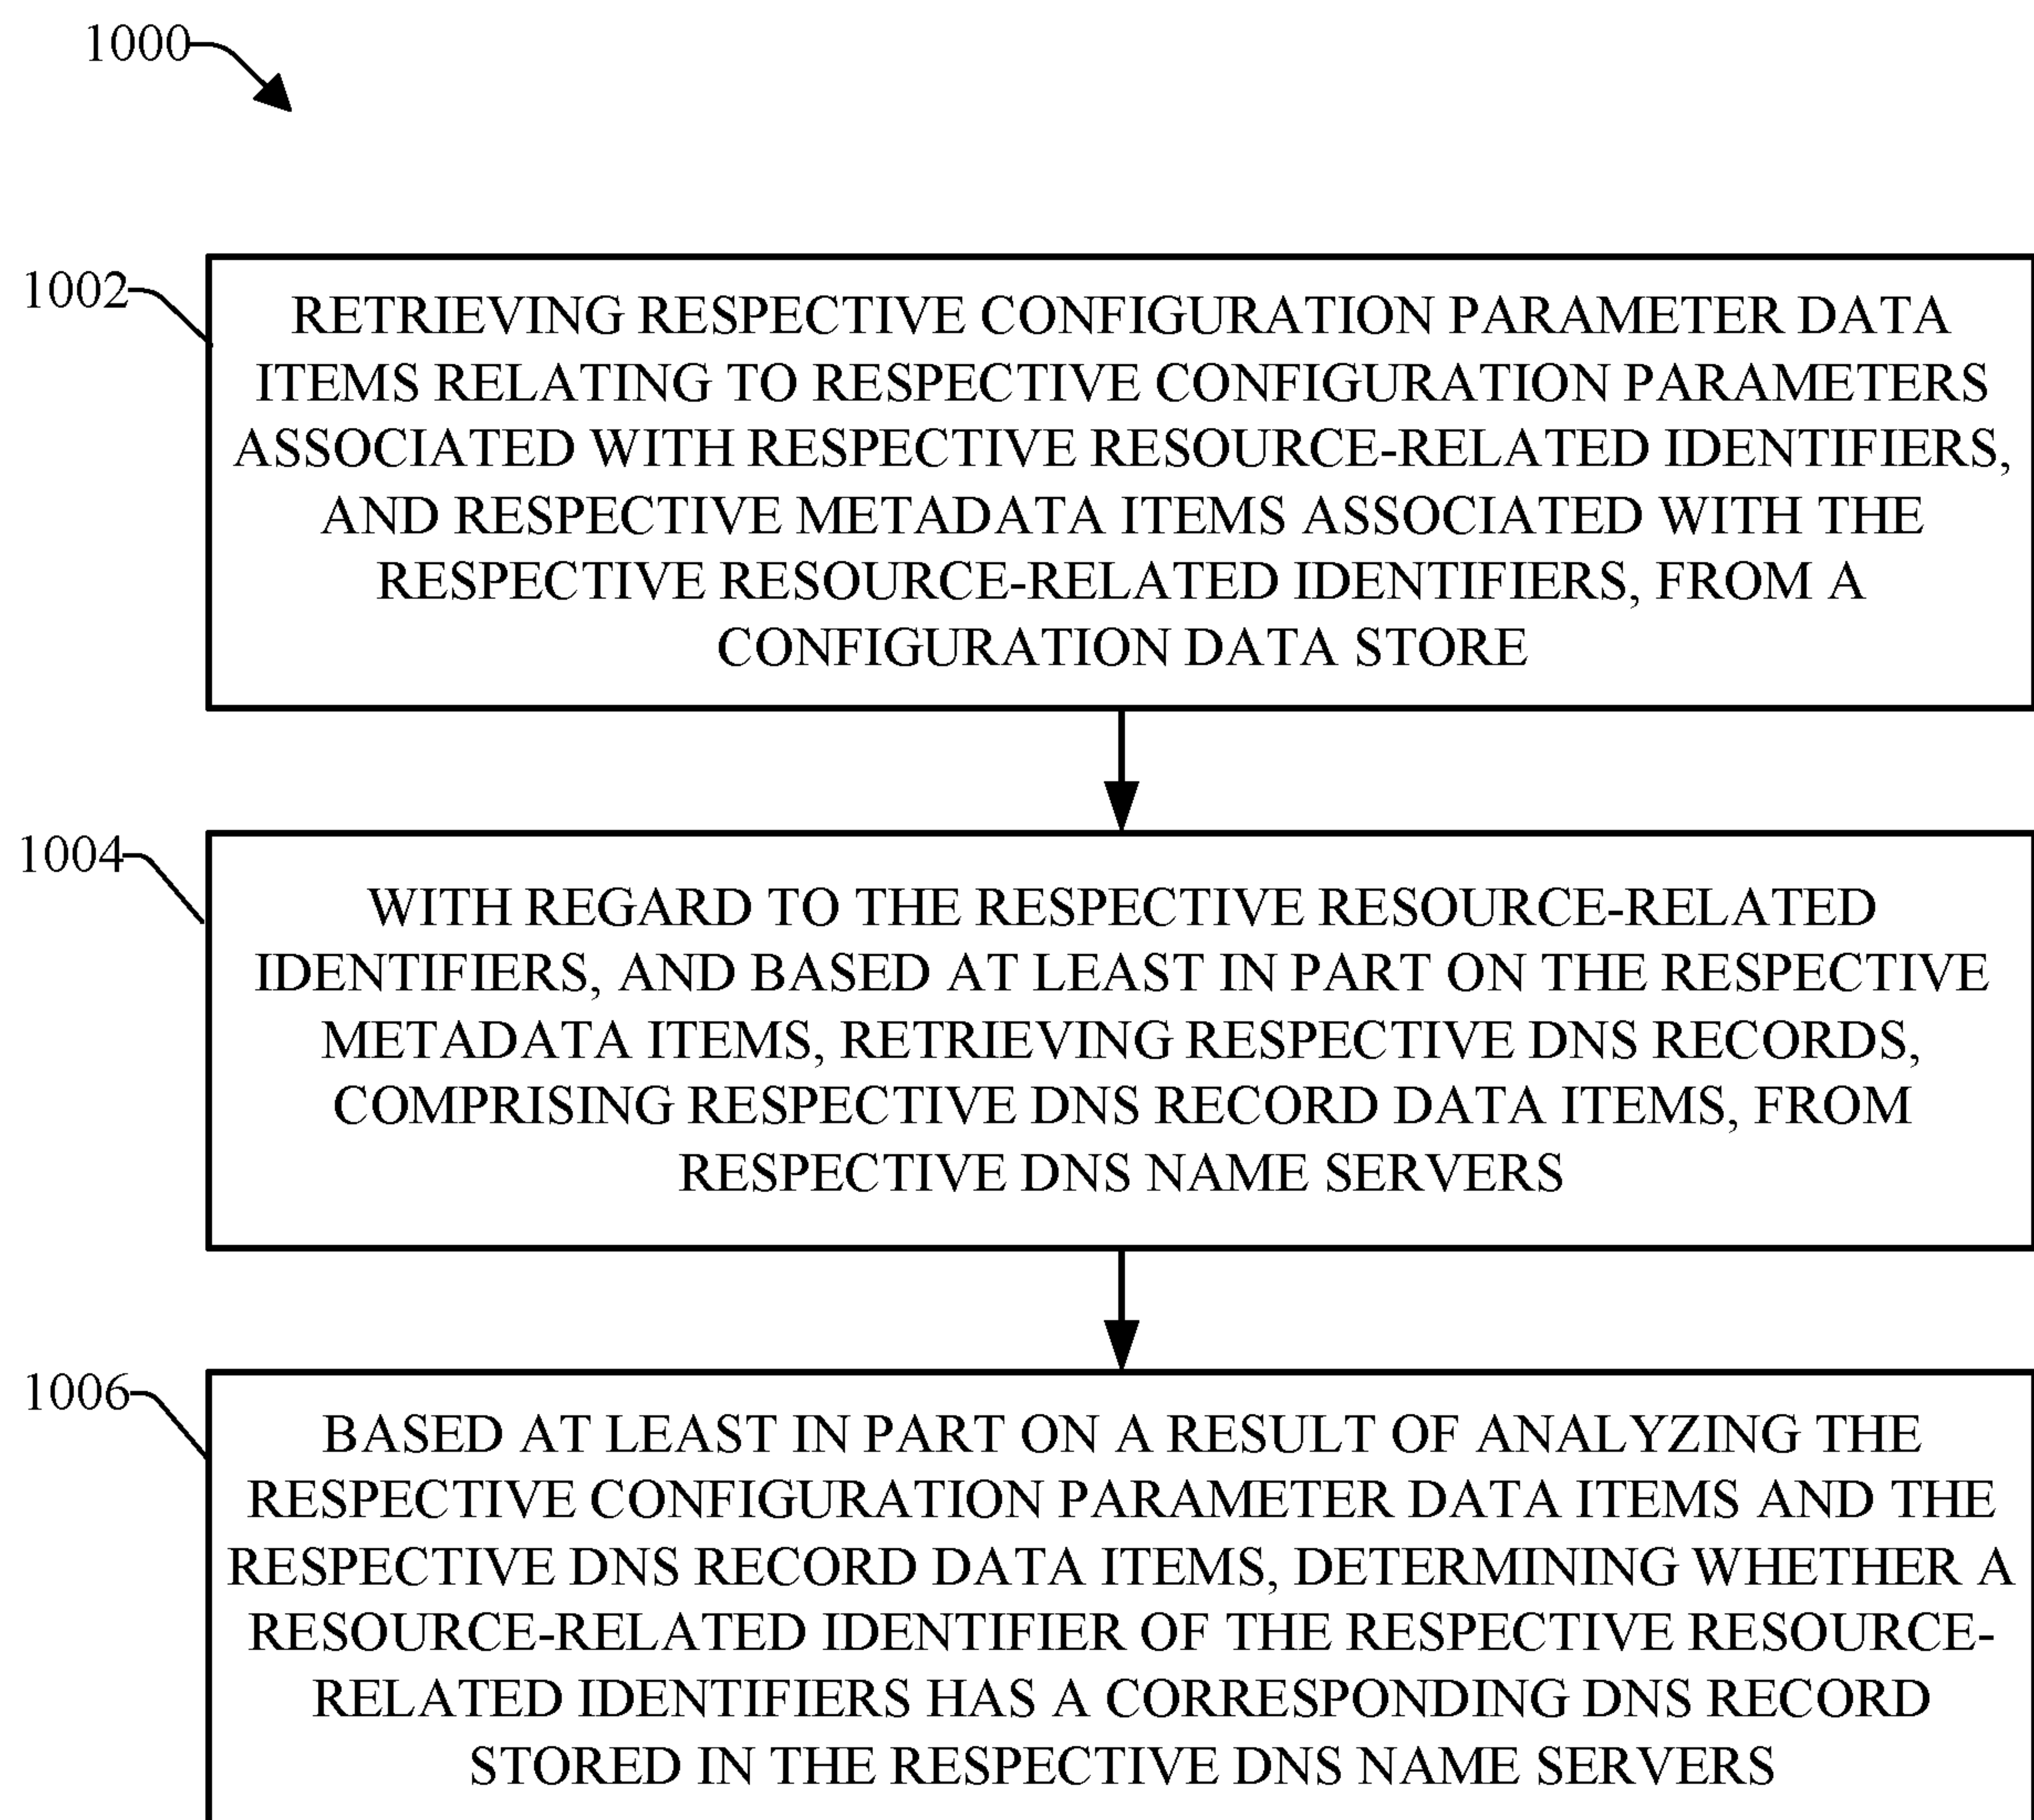 1000
1002
RETRIEVING RESPECTIVE CONFIGURATION PARAMETER DATA
ITEMS RELATING TO RESPECTIVE CONFIGURATION PARAMETERS
ASSOCIATED WITH RESPECTIVE RESOURCE-RELATED IDENTIFIERS,
AND RESPECTIVE METADATA ITEMS ASSOCIATED WITH THE
RESPECTIVE RESOURCE-RELATED IDENTIFIERS, FROM A
CONFIGURATION DATA STORE
1004
WITH REGARD TO THE RESPECTIVE RESOURCE-RELATED
IDENTIFIERS, AND BASED AT LEAST IN PART ON THE RESPECTIVE
METADATA ITEMS, RETRIEVING RESPECTIVE DNS RECORDS,
COMPRISING RESPECTIVE DNS RECORD DATA ITEMS, FROM
RESPECTIVE DNS NAME SERVERS
1006
BASED AT LEAST IN PART ON A RESULT OF ANALYZING THE
RESPECTIVE CONFIGURATION PARAMETER DATA ITEMS AND THE
RESPECTIVE DNS RECORD DATA ITEMS, DETERMINING WHETHER A
RESOURCE-RELATED IDENTIFIER OF THE RESPECTIVE RESOURCE-
RELATED IDENTIFIERS HAS A CORRESPONDING DNS RECORD
STORED IN THE RESPECTIVE DNS NAME SERVERS